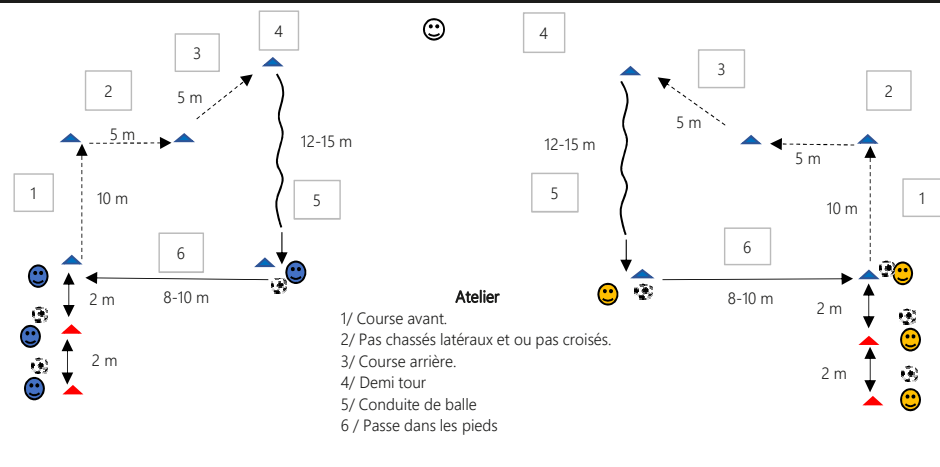 4
4
3
3
2
2
5 m
5 m
5 m
5 m
12-15 m
12-15 m
1
1
5
5
10 m
10 m
6
6
2 m
8-10 m
8-10 m
2 m
2 m
2 m
Atelier
1/ Course avant.
2/ Pas chassés latéraux et ou pas croisés.
3/ Course arrière.
4/ Demi tour
5/ Conduite de balle
6 / Passe dans les pieds